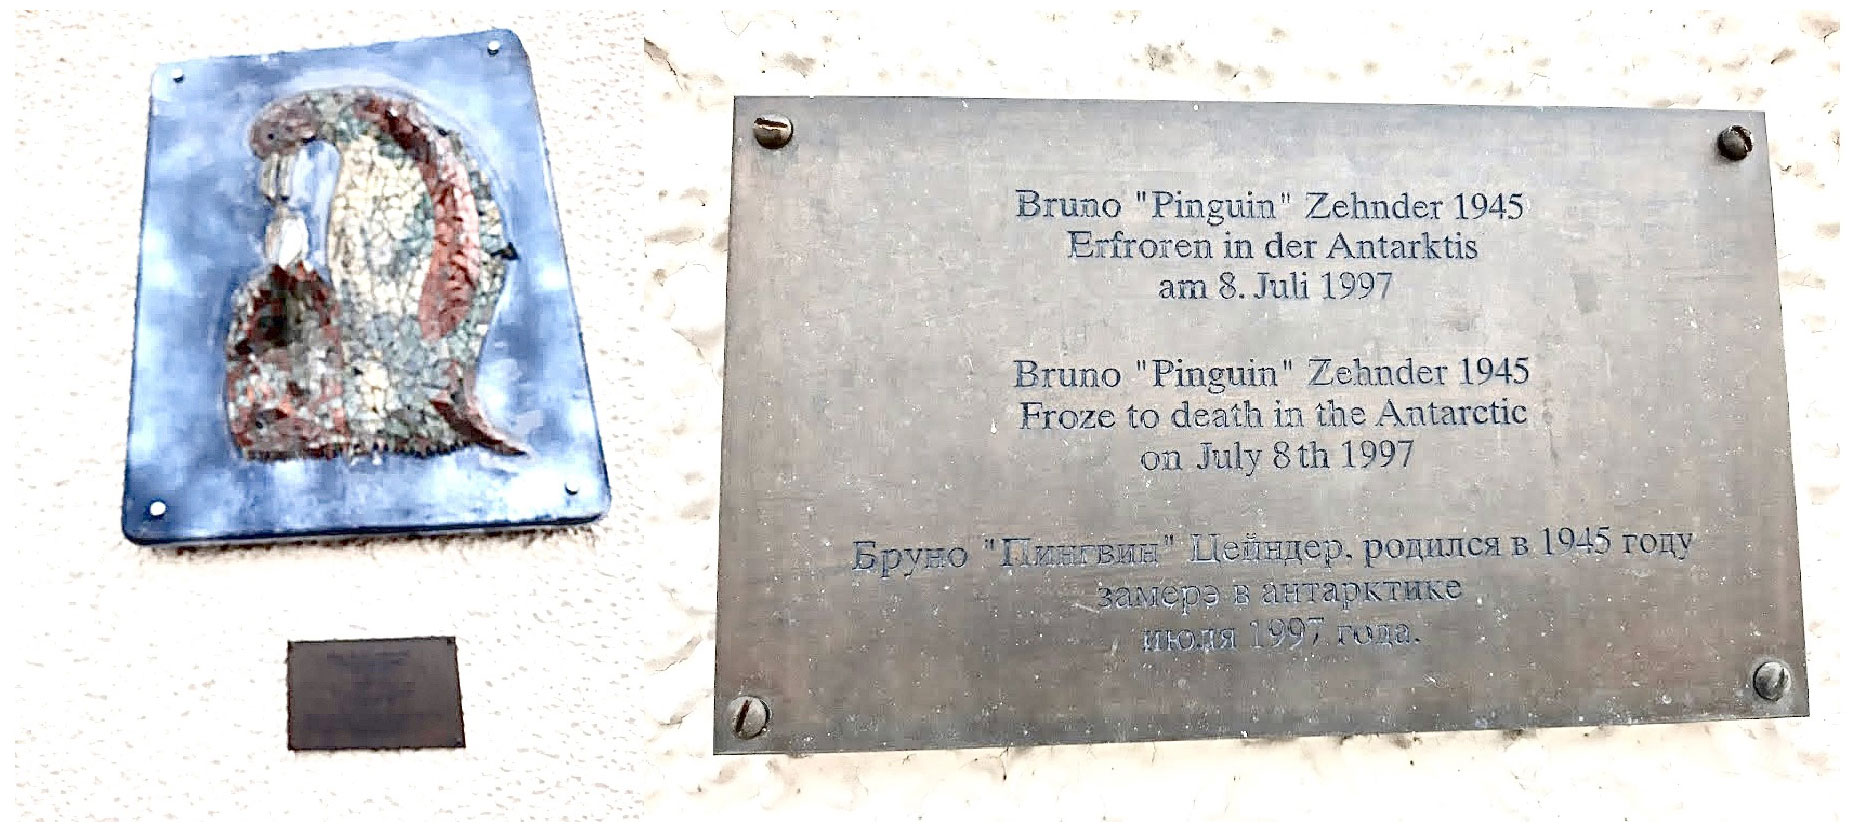 Bruno "Pinguin" Zehnder 1945
Erfroren in der Antarktis
am 8. Juli 1997
Bruno "Pinguin" Zehnder 1945
Froze to death in the Antarctic
on July 8 th 1997
Бруно "Пингвин" Цейндер, родился в 1945 году
замерэ в антарктике
июля 1997 года.